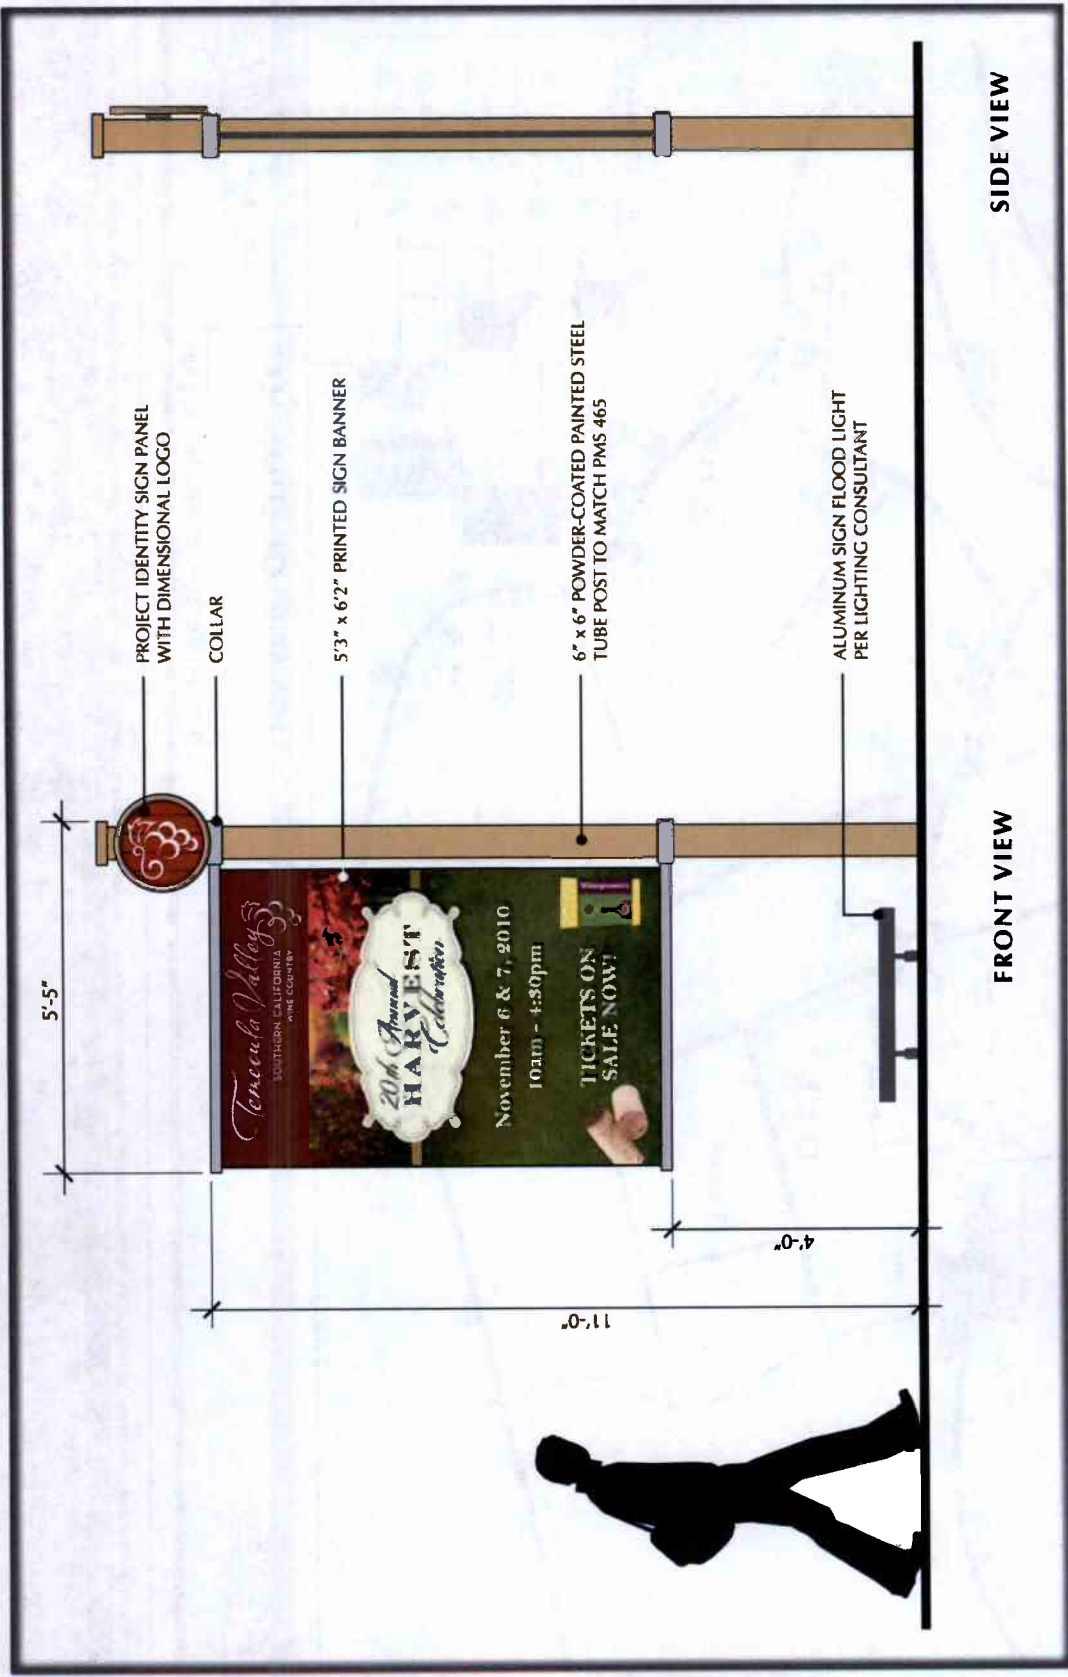 5'-5"
PROJECT IDENTITY SIGN PANEL
WITH DIMENSIONAL LOGO
COLLAR
5'3" x 6'2" PRINTED SIGN BANNER
6" x 6" POWDER-COATED PAINTED STEEL
TUBE POST TO MATCH PMS 465
ALUMINUM SIGN FLOOD LIGHT
PER LIGHTING CONSULTANT
Temecula Valley
SOUTHERN CALIFORNIA
WINE COUNTRY
20th Annual
HARVEST
Celebration
November 6 & 7, 2010
10am - 4:30pm
TICKETS ON
SALE NOW!
11'-0"
4'-0"
FRONT VIEW
SIDE VIEW